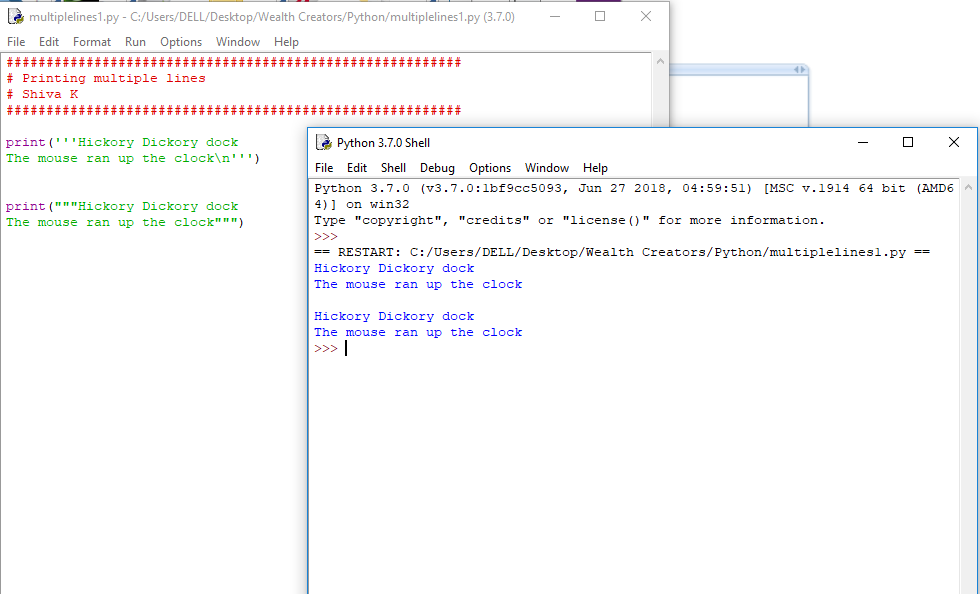 multiplelines1.py - C:/Users/DELL/Desktop/Wealth Creators/Python/multiplelines1.py (3.7.0)
File Edit Format Run Options Window Help
#########################################################
# Printing multiple lines
# Shiva K
#########################################################
print('''Hickory Dickory dock
The mouse ran up the clock\n''')
print("""Hickory Dickory dock
The mouse ran up the clock""")
Python 3.7.0 Shell
File Edit Shell Debug Options Window Help
Python 3.7.0 (v3.7.0:1bf9cc5093, Jun 27 2018, 04:59:51) [MSC v.1914 64 bit (AMD6
4)] on win32
Type "copyright", "credits" or "license()" for more information.
>>>
== RESTART: C:/Users/DELL/Desktop/Wealth Creators/Python/multiplelines1.py ==
Hickory Dickory dock
The mouse ran up the clock
Hickory Dickory dock
The mouse ran up the clock
>>>